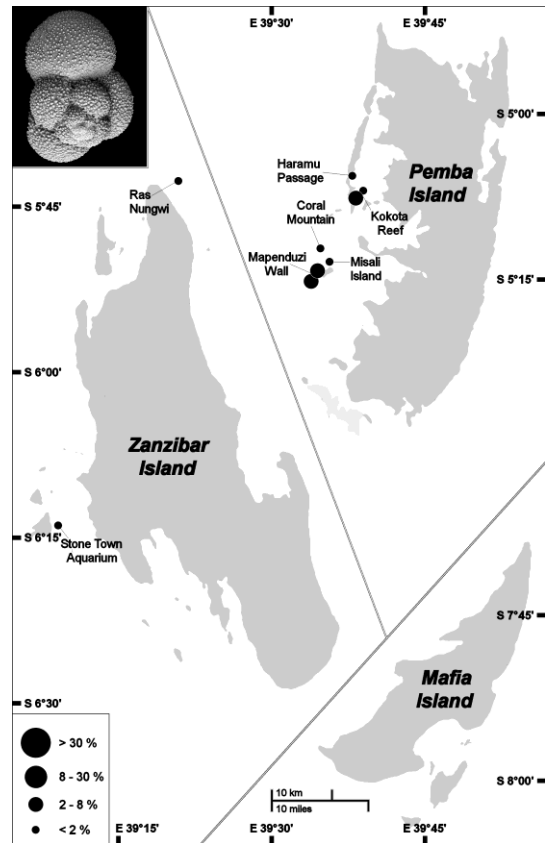 E 39°30'
E 39°45'
S 5°00'
Haramu
Passage
Pemba
Island
Ras
Nungwi
Kokota
Reef
S 5°45'
Coral
Mountain
Mapenduzi
Wall
Misali
Island
S 5°15'
S 6°00'
Zanzibar
Island
S 6°15'
Stone Town
Aquarium
S 7°45'
Mafia
Island
S 6°30'
> 30 %
8 - 30 %
2 - 8 %
< 2 %
S 8°00'
10 km
10 miles
E 39°15'
E 39°30'
E 39°45'